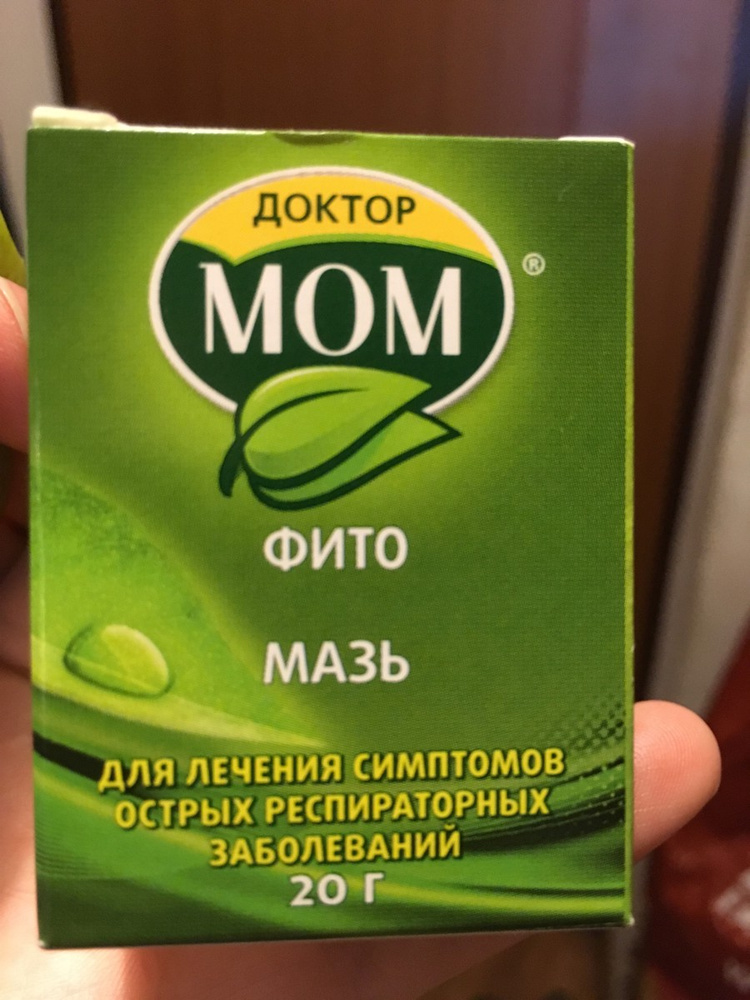 ДОКТОР
МОМ
®
ФИТО
МАЗЬ
ДЛЯ ЛЕЧЕНИЯ СИМПТОМОВ
ОСТРЫХ РЕСПИРАТОРНЫХ
ЗАБОЛЕВАНИЙ
20 Г